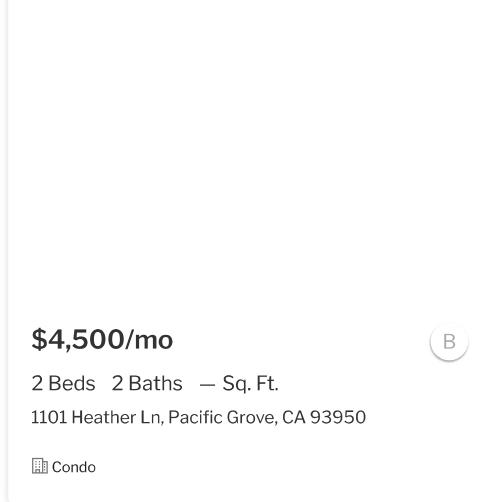 $4,500/mo
B
2 Beds 2 Baths — Sq. Ft.
1101 Heather Ln, Pacific Grove, CA 93950
Condo